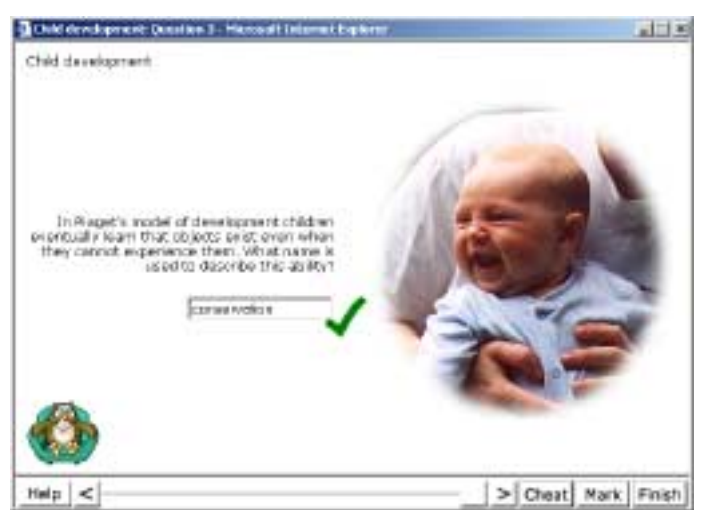 Child development: Question 3 - Microsoft Internet Explorer
Child development
In Piaget's model of development children
eventually learn that objects exist even when
they cannot experience them. What name is
used to describe this ability?
conservation
Help < > Cheat Mark Finish